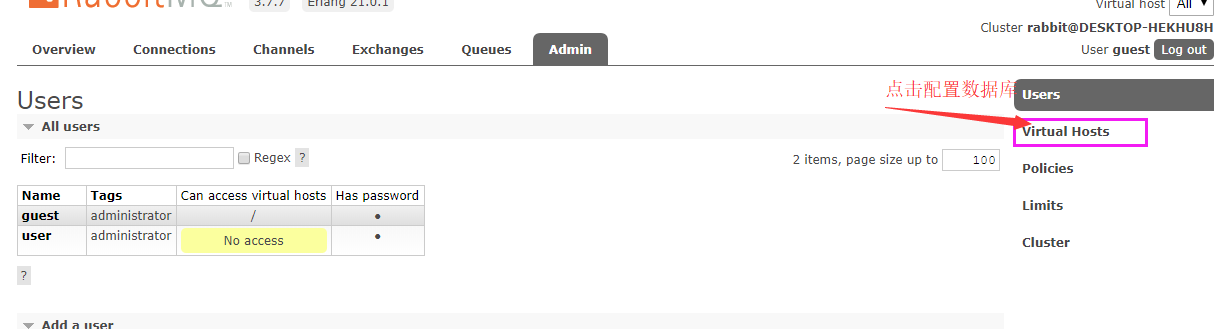 RabbitMQ TM 3.7.7 Erlang 21.0.1
Virtual host All
Cluster rabbit@DESKTOP-HEKHU8H
User guest Log out
Overview Connections Channels Exchanges Queues Admin
点击配置数据库
Users
Users
All users
Virtual Hosts
Filter: Regex ? 2 items, page size up to 100
Policies
Name Tags Can access virtual hosts Has password
guest administrator / •
Limits
user administrator No access •
Cluster
?
Add a user